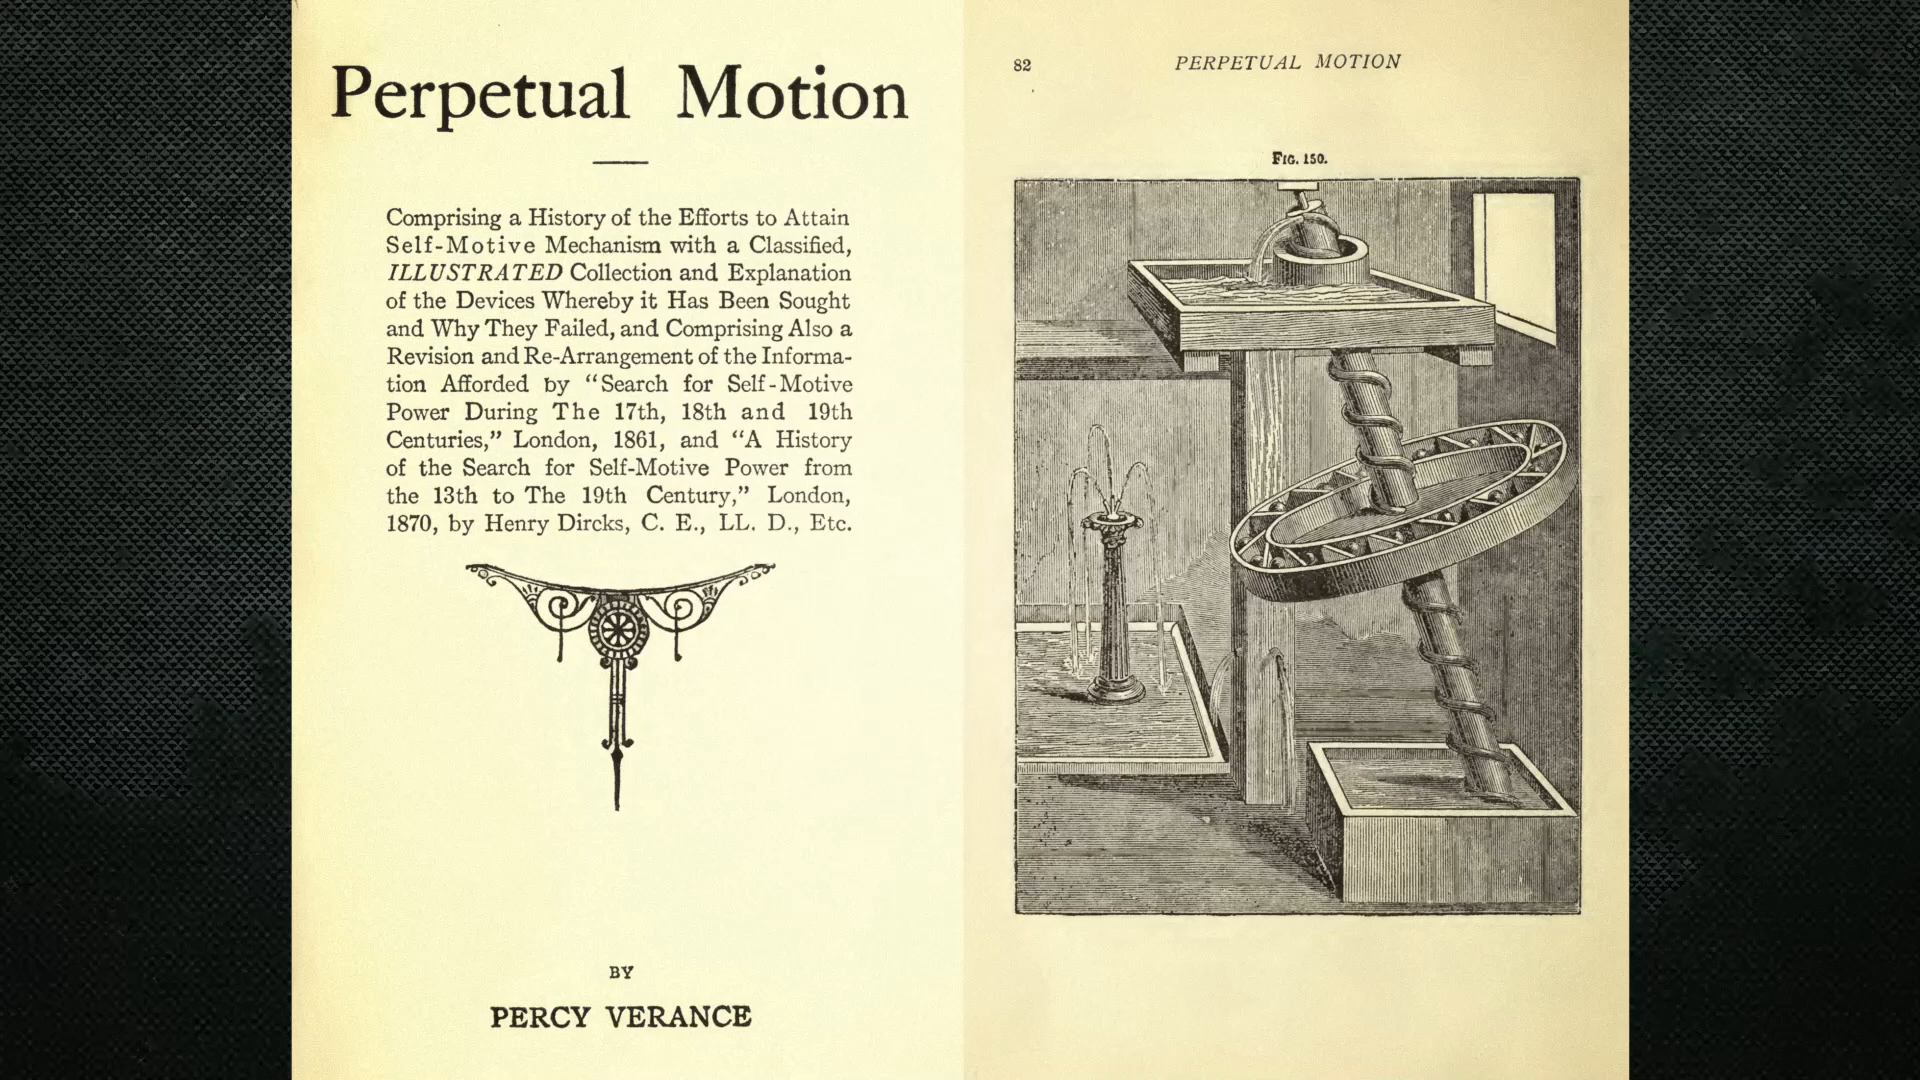 Perpetual Motion
Comprising a History of the Efforts to Attain
Self-Motive Mechanism with a Classified,
ILLUSTRATED Collection and Explanation
of the Devices Whereby it Has Been Sought
and Why They Failed, and Comprising Also a
Revision and Re-Arrangement of the Informa-
tion Afforded by “Search for Self-Motive
Power During The 17th, 18th and 19th
Centuries,” London, 1861, and “A History
of the Search for Self-Motive Power from
the 13th to The 19th Century,” London,
1870, by Henry Dircks, C. E., LL. D., Etc.
BY
PERCY VERANCE
82 PERPETUAL MOTION
FIG. 150.